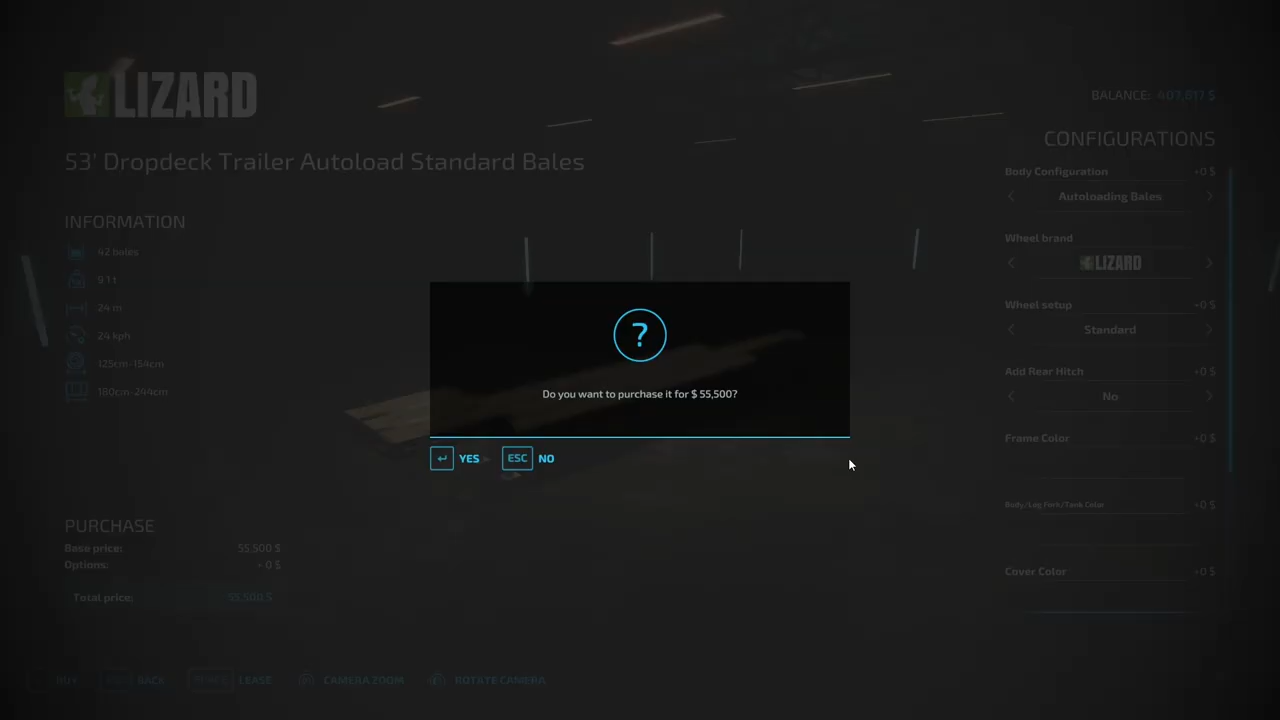 LIZARD
BALANCE: 407,617 $
CONFIGURATIONS
53' Dropdeck Trailer Autoload Standard Bales
Body Configuration +0 $
Autoloading Bales
INFORMATION
42 bales
Wheel brand +0 $
LIZARD
9 l t
24 m
Wheel setup +0 $
24 kph
Standard
125cm-154cm
Add Rear Hitch +0 $
180cm-244cm
No
?
Do you want to purchase it for $ 55,500?
Frame Color +0 $
↵ YES ESC NO
Body/Log Fork/Tank Color +0 $
PURCHASE
Base price: 55,500 $
Options: + 0 $
Cover Color +0 $
Total price: 55,500 $
BUY BACK LEASE CAMERA ZOOM ROTATE CAMERA